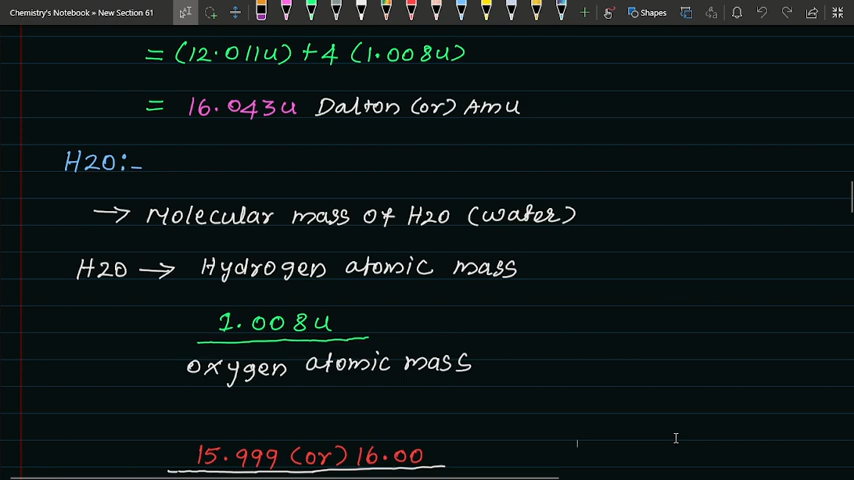 Chemistry's Notebook » New Section 61
Shapes
= (12.011u) + 4 (1.008u)
= 16.043u Dalton (or) Amu
H2O:-
→ Molecular mass of H2O (water)
H2O → Hydrogen atomic mass
1.008u
oxygen atomic mass
15.999 (or) 16.00